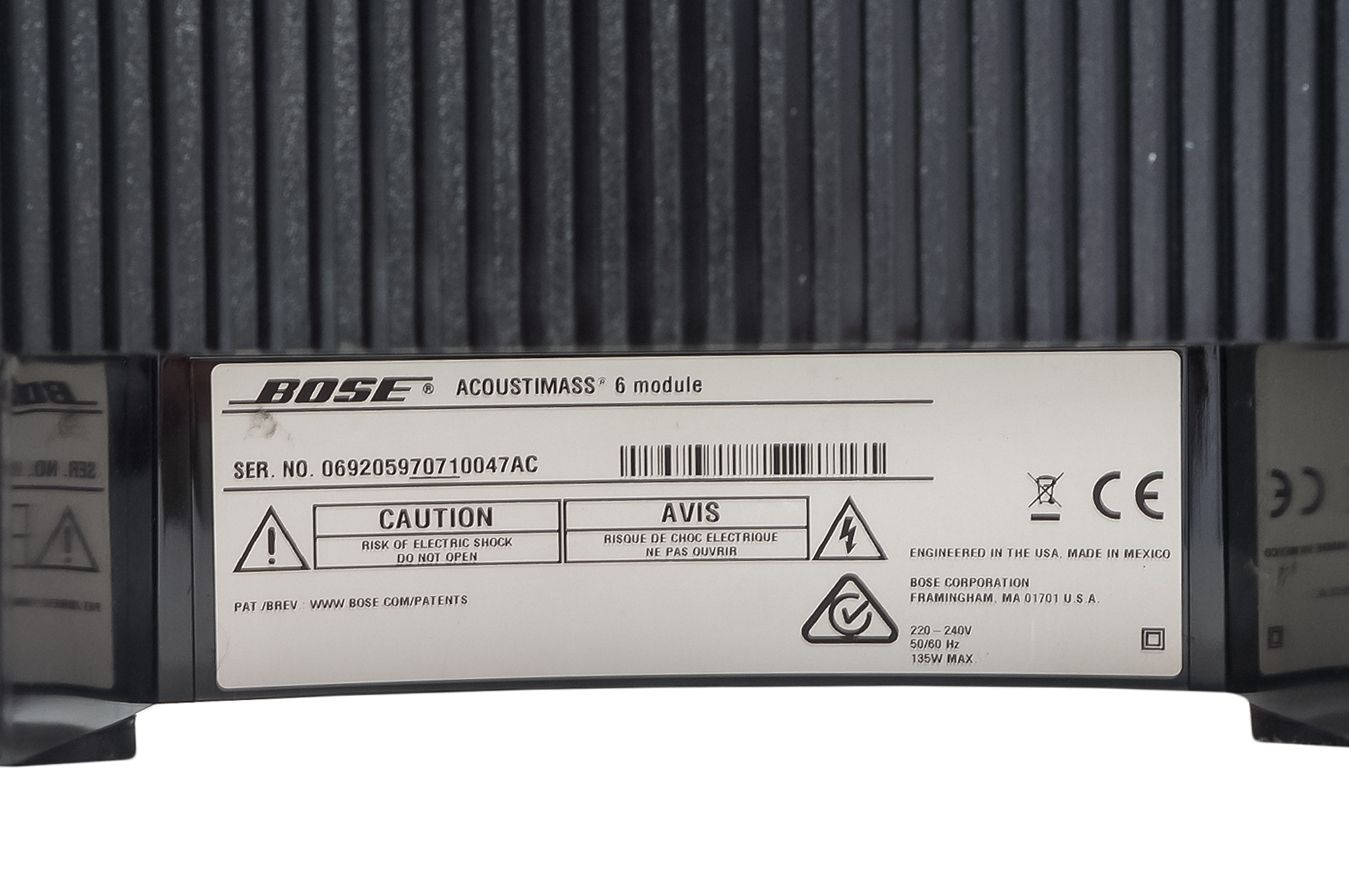 BOSE® ACOUSTIMASS® 6 module
SER. NO. 069205970710047AC
CAUTION
RISK OF ELECTRIC SHOCK
DO NOT OPEN
AVIS
RISQUE DE CHOC ELECTRIQUE
NE PAS OUVRIR
PAT./BREV.: WWW.BOSE.COM/PATENTS
CE
ENGINEERED IN THE USA, MADE IN MEXICO
BOSE CORPORATION
FRAMINGHAM, MA 01701 U.S.A.
220 – 240V
50/60 Hz
135W MAX.